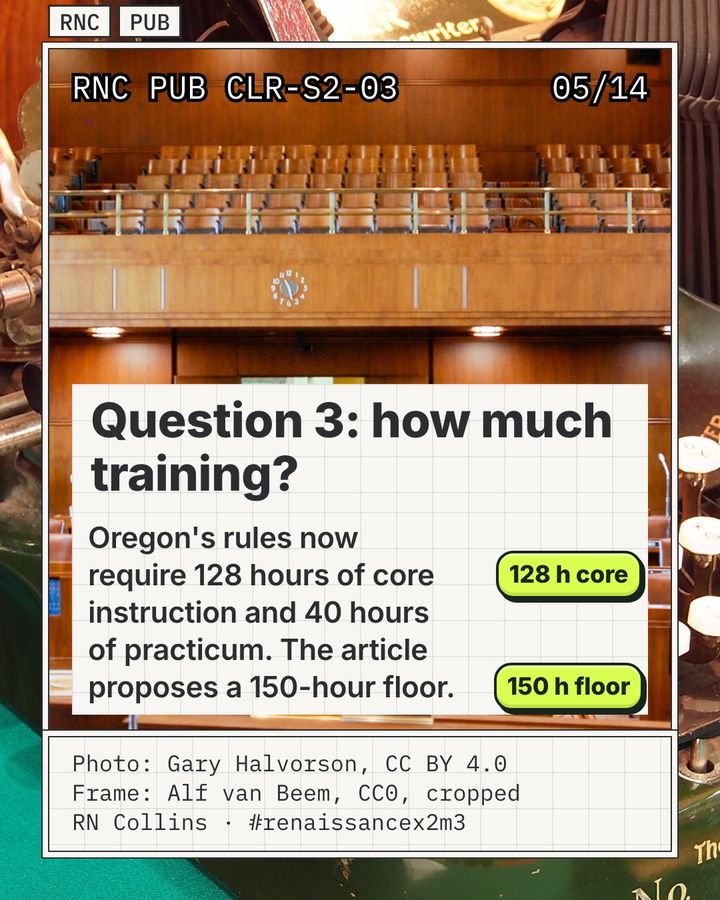 RNC PUB
RNC PUB CLR-S2-03 05/14
Question 3: how much
training?
Oregon's rules now
require 128 hours of core
instruction and 40 hours
of practicum. The article
proposes a 150-hour floor.
128 h core
150 h floor
Photo: Gary Halvorson, CC BY 4.0
Frame: Alf van Beem, CC0, cropped
RN Collins · #renaissancex2m3
The
No.